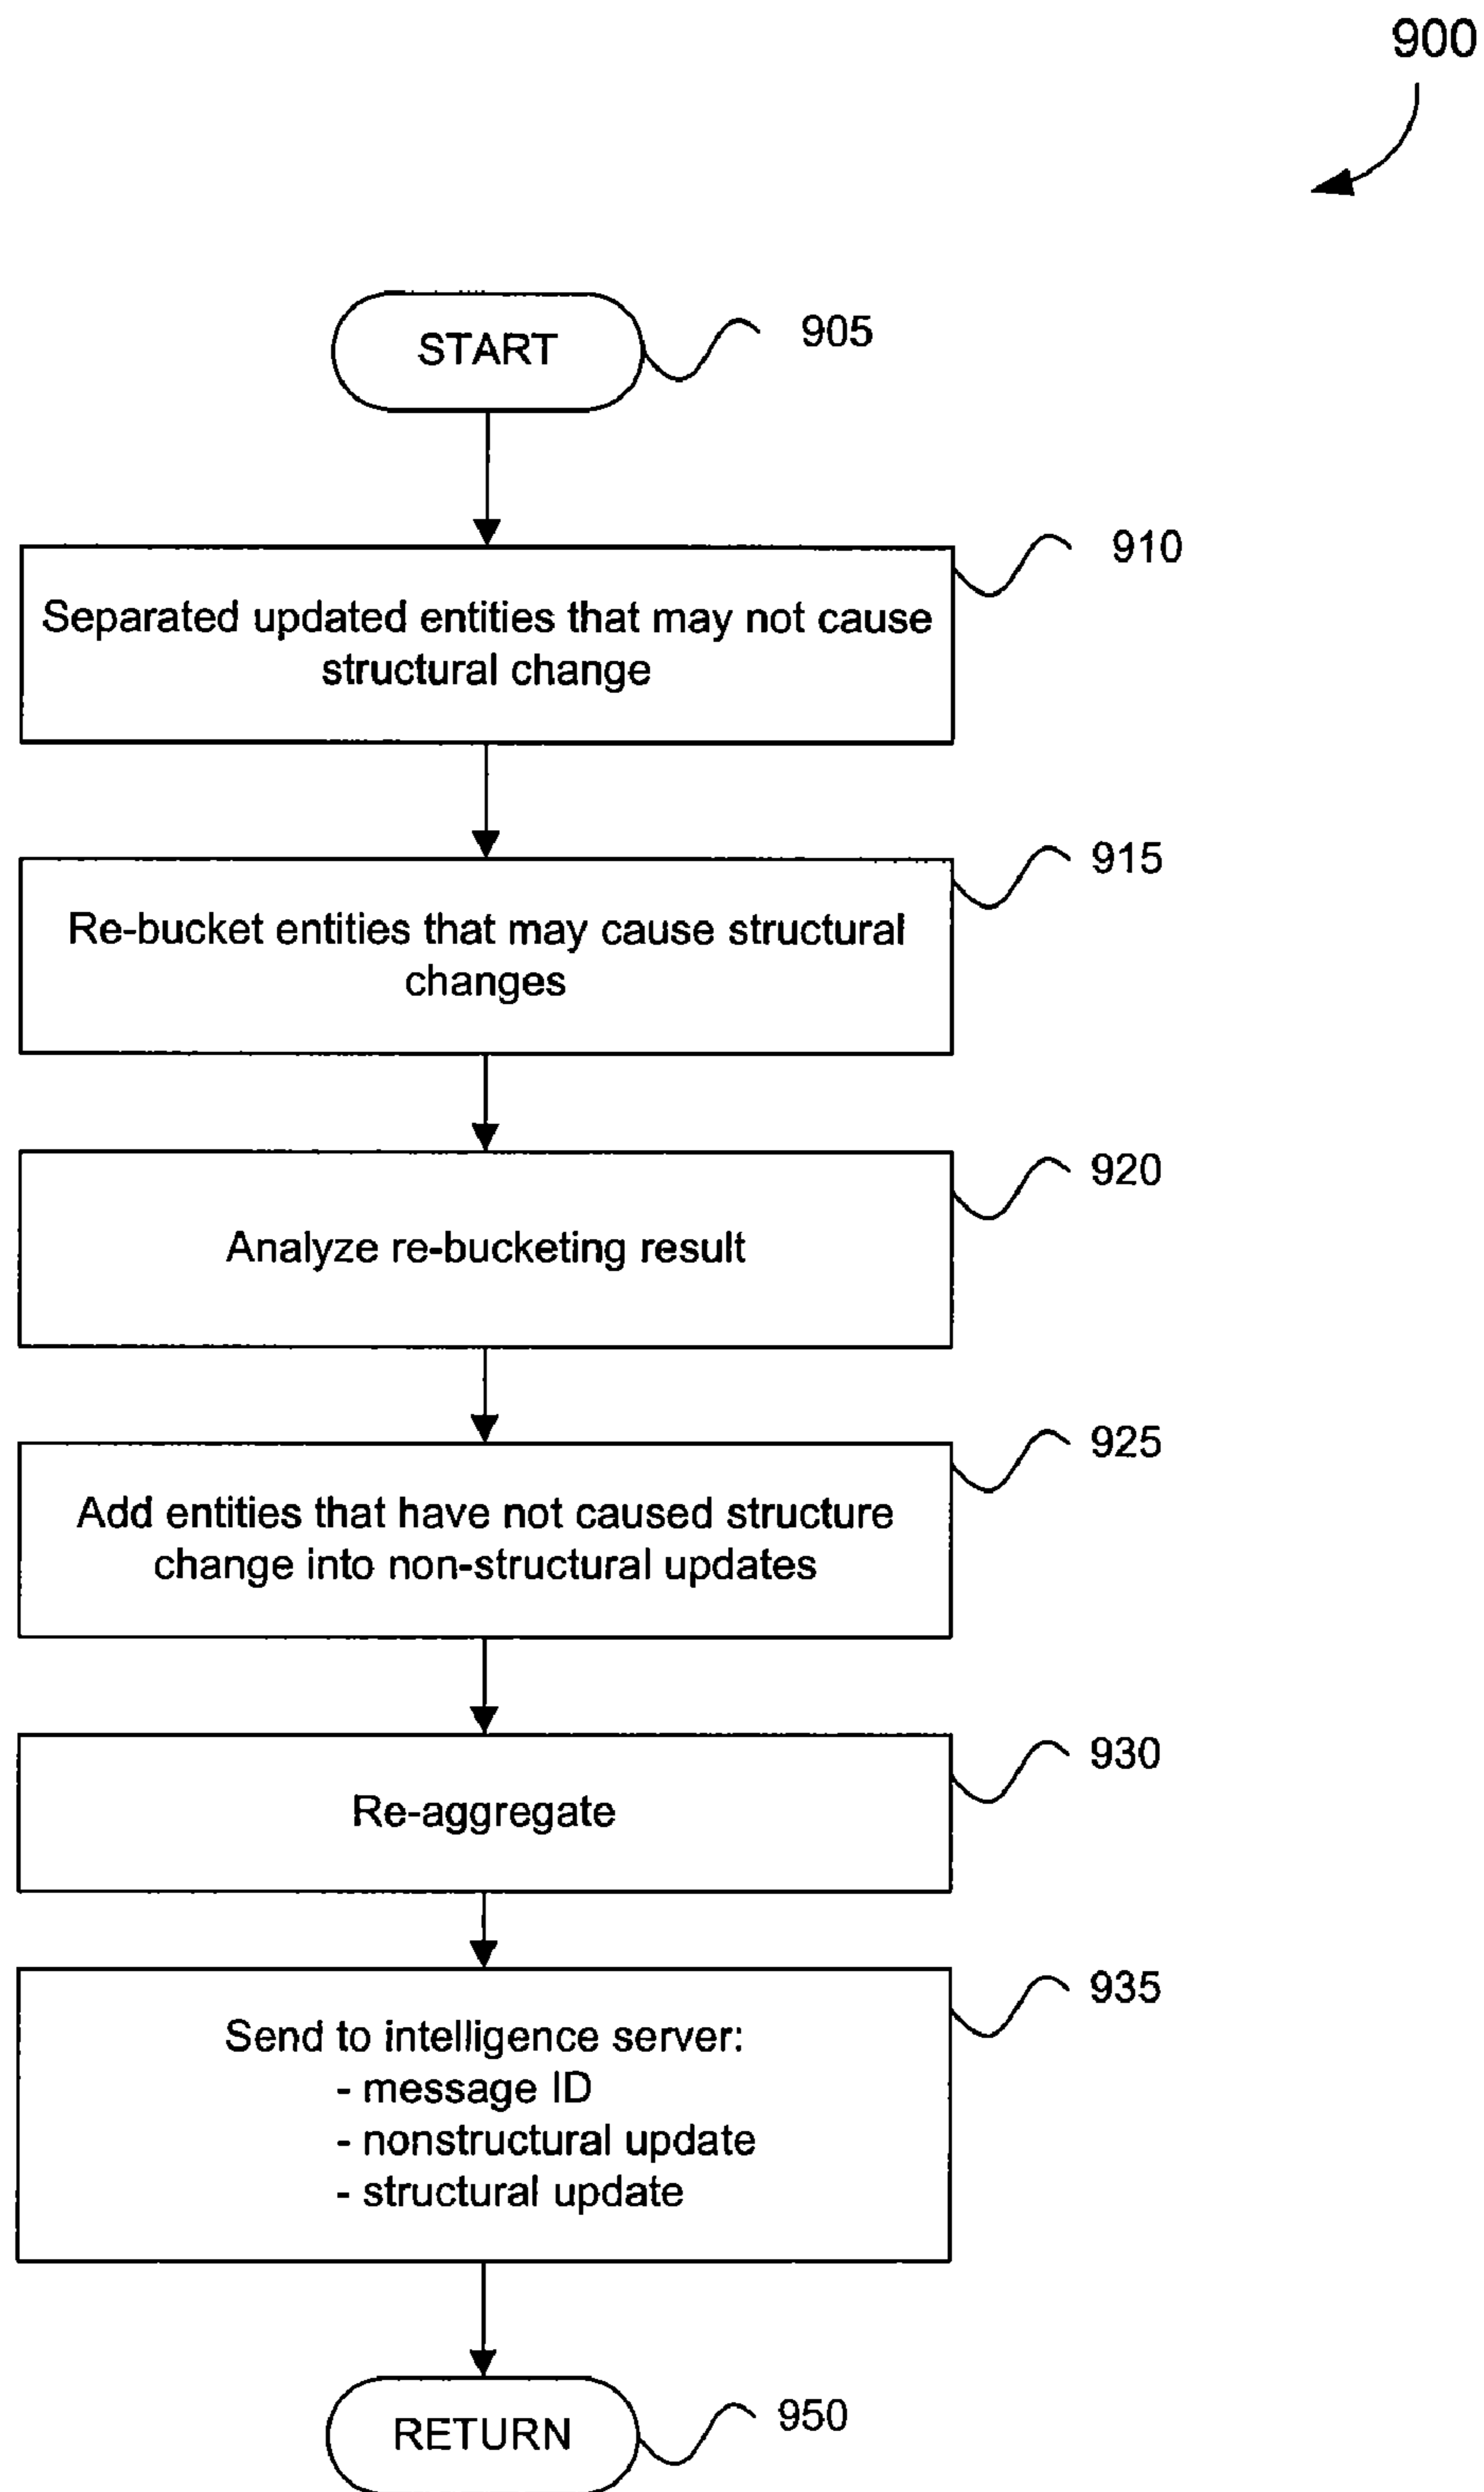 900
START
905
910
Separated updated entities that may not cause
structural change
915
Re-bucket entities that may cause structural
changes
920
Analyze re-bucketing result
925
Add entities that have not caused structure
change into non-structural updates
930
Re-aggregate
935
Send to intelligence server:
- message ID
- nonstructural update
- structural update
RETURN
950